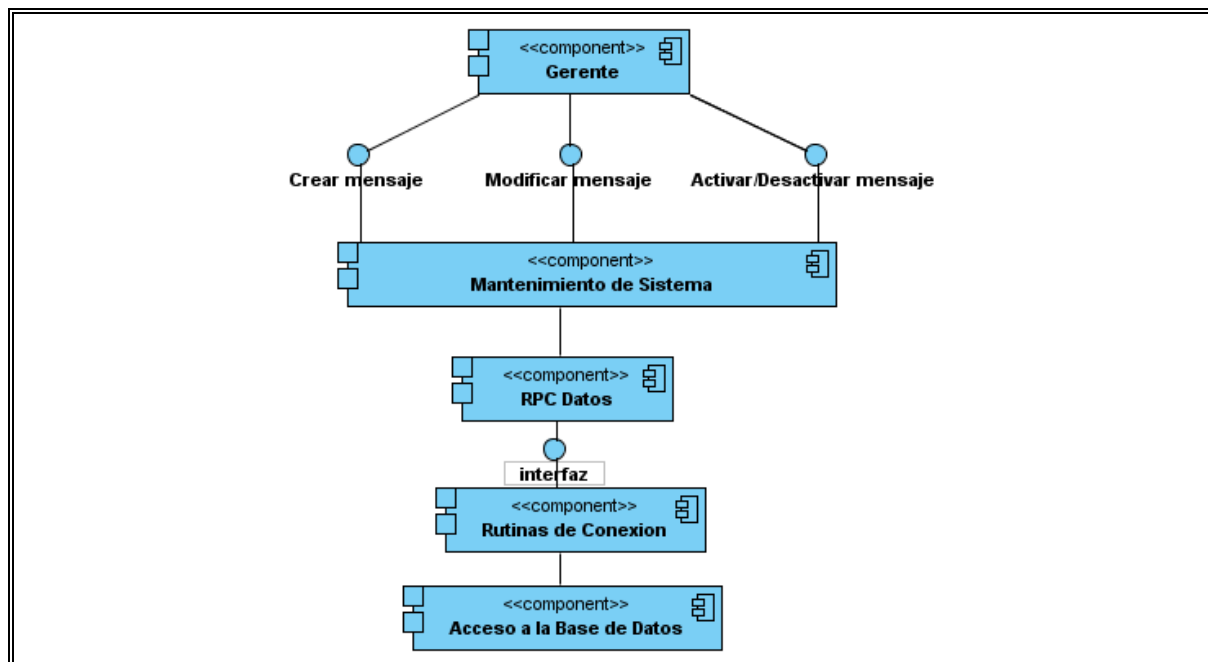 <<component>>
Gerente
Crear mensaje
Modificar mensaje
Activar/Desactivar mensaje
<<component>>
Mantenimiento de Sistema
<<component>>
RPC Datos
interfaz
<<component>>
Rutinas de Conexion
<<component>>
Acceso a la Base de Datos